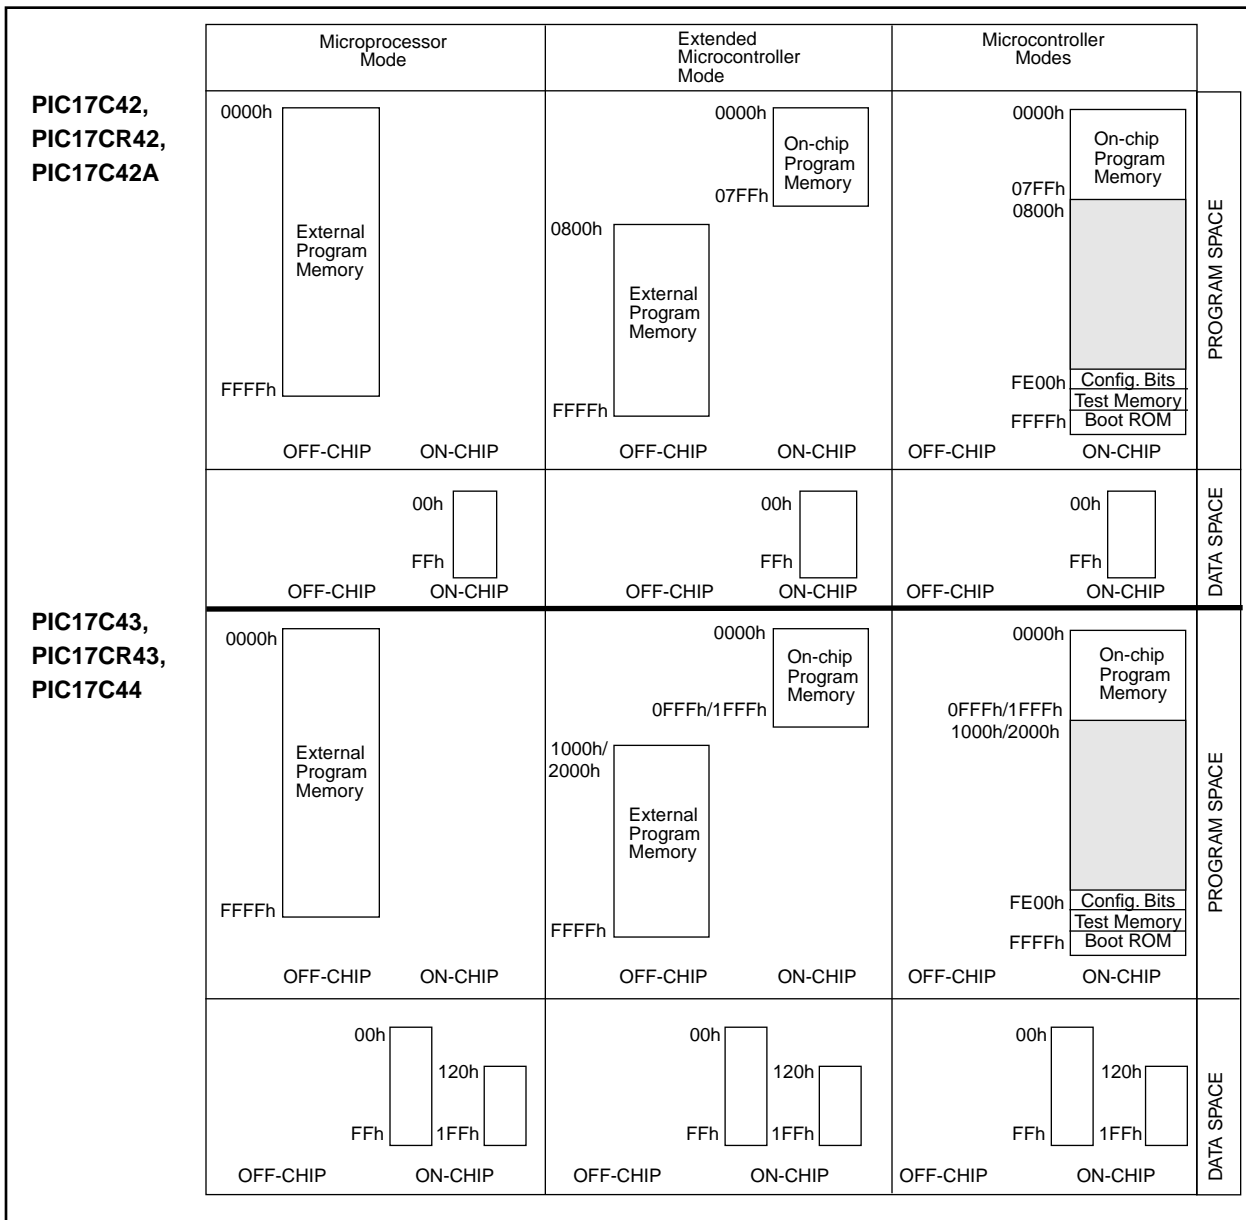 Microprocessor
Mode
Extended
Microcontroller
Mode
Microcontroller
Modes
PIC17C42,
PIC17CR42,
PIC17C42A
0000h
External
Program
Memory
FFFFh
OFF-CHIP ON-CHIP
0000h
On-chip
Program
Memory
07FFh
0800h
External
Program
Memory
FFFFh
OFF-CHIP ON-CHIP
0000h
On-chip
Program
Memory
07FFh
0800h
FE00h Config. Bits
Test Memory
FFFFh Boot ROM
OFF-CHIP ON-CHIP
PROGRAM SPACE
00h
FFh
OFF-CHIP ON-CHIP
00h
FFh
OFF-CHIP ON-CHIP
00h
FFh
OFF-CHIP ON-CHIP
DATA SPACE
PIC17C43,
PIC17CR43,
PIC17C44
0000h
External
Program
Memory
FFFFh
OFF-CHIP ON-CHIP
0000h
On-chip
Program
Memory
0FFFh/1FFFh
1000h/
2000h
External
Program
Memory
FFFFh
OFF-CHIP ON-CHIP
0000h
On-chip
Program
Memory
0FFFh/1FFFh
1000h/2000h
FE00h Config. Bits
Test Memory
FFFFh Boot ROM
OFF-CHIP ON-CHIP
PROGRAM SPACE
00h
120h
FFh 1FFh
OFF-CHIP ON-CHIP
00h
120h
FFh 1FFh
OFF-CHIP ON-CHIP
00h
120h
FFh 1FFh
OFF-CHIP ON-CHIP
DATA SPACE